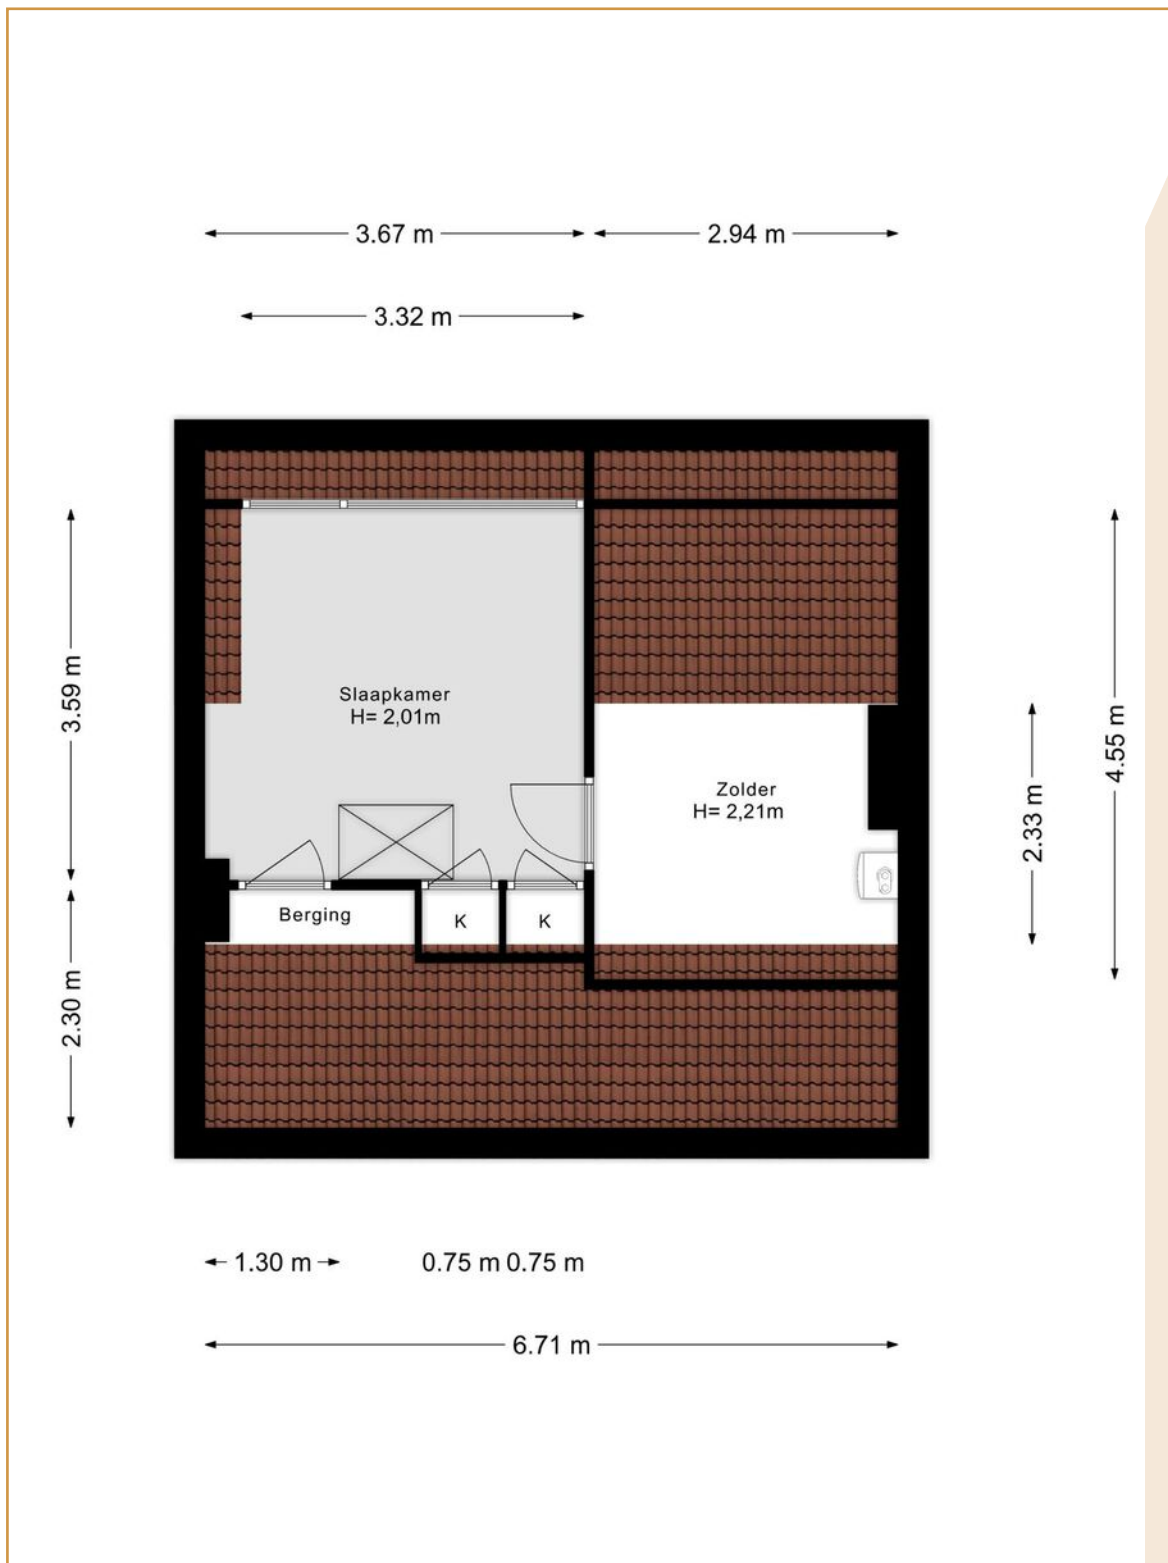 3.67 m
2.94 m
3.32 m
3.59 m
Slaapkamer
H= 2,01m
4.55 m
Zolder
H= 2,21m
2.33 m
Berging
K
K
2.30 m
1.30 m
0.75 m
0.75 m
6.71 m